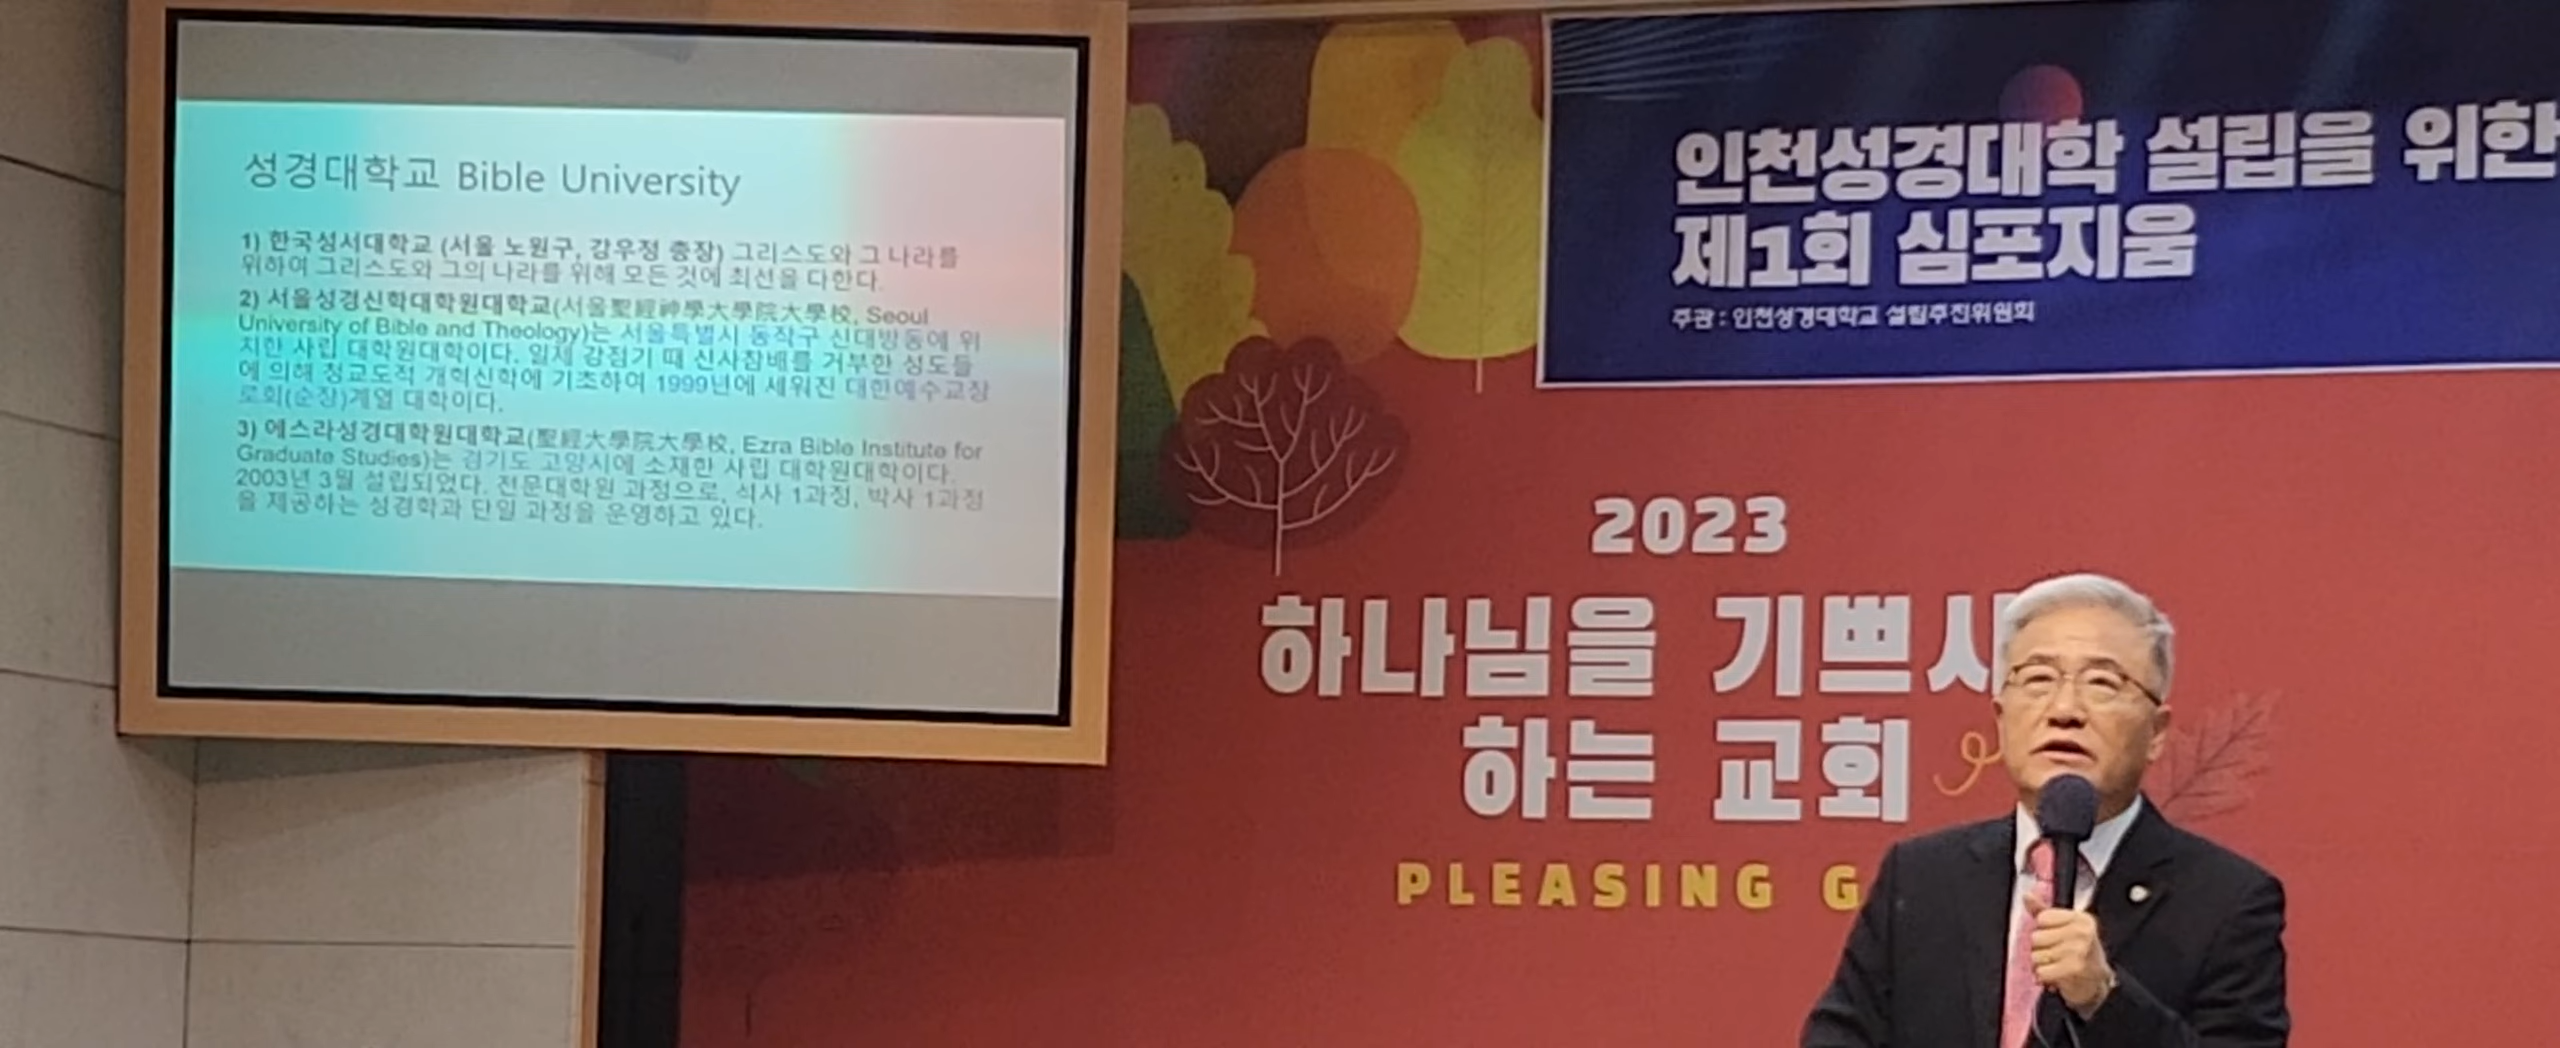 성경대학교 Bible University
1) 한국성서대학교 (서울 노원구, 강우정 총장) 그리스도와 그 나라를
위하여 그리스도와 그의 나라를 위해 모든 것에 최선을 다한다.
2) 서울성경신학대학원대학교(서울聖經神學大學院大學校, Seoul
University of Bible and Theology)는 서울특별시 동작구 신대방동에 위
치한 사립 대학원대학이다. 일제 강점기 때 신사참배를 거부한 성도들
에 의해 청교도적 개혁신학에 기초하여 1999년에 세워진 대한예수교장
로회(순장)계열 대학이다.
3) 에스라성경대학원대학교(聖經大學院大學校, Ezra Bible Institute for
Graduate Studies)는 경기도 고양시에 소재한 사립 대학원대학이다.
2003년 3월 설립되었다. 전문대학원 과정으로, 석사 1과정, 박사 1과정
을 제공하는 성경학과 단일 과정을 운영하고 있다.
인천성경대학 설립을 위한
제1회 심포지움
주관 : 인천성경대학교 설립추진위원회
2023
하나님을 기쁘시
하는 교회
PLEASING G